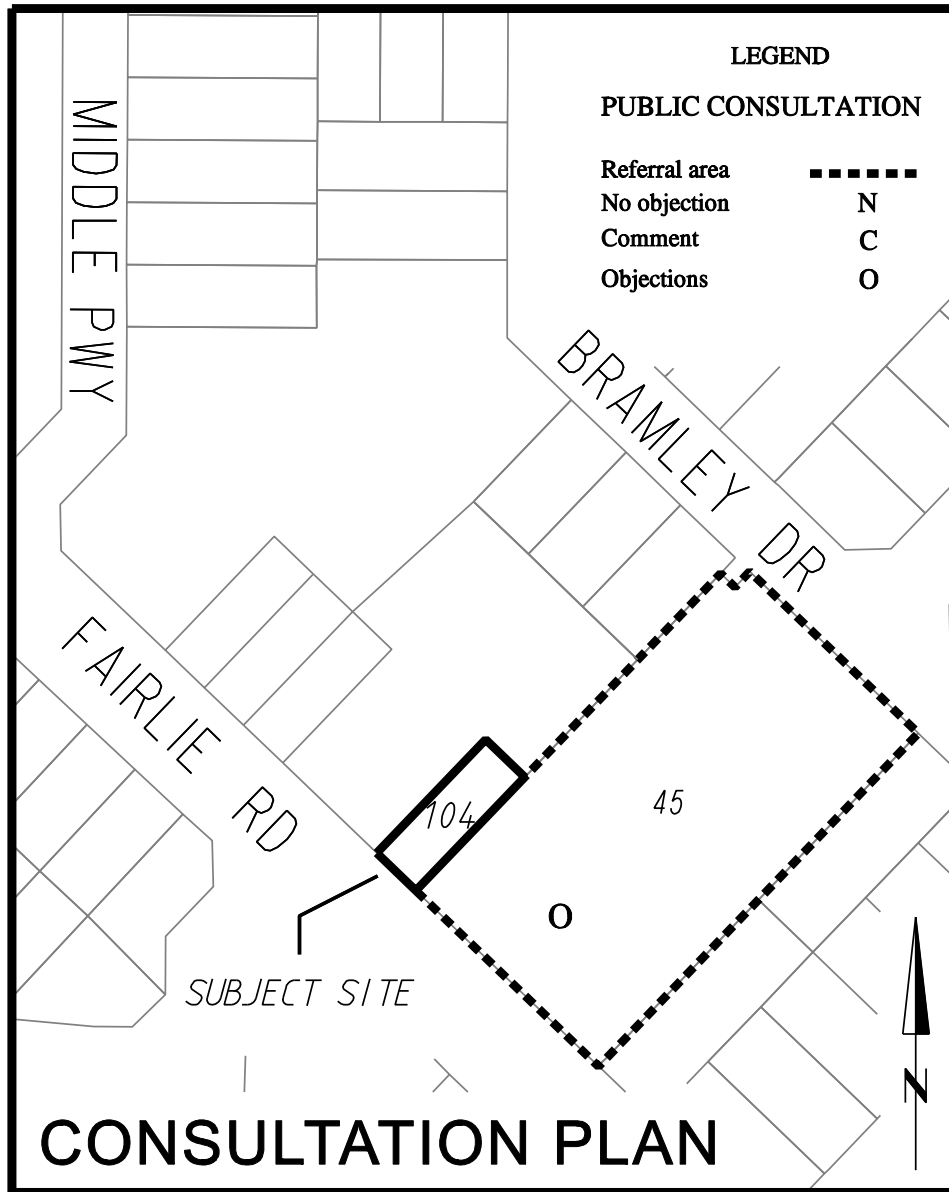 LEGEND
PUBLIC CONSULTATION
Referral area
No objection N
Comment C
Objections O
MIDDLE PWY
BRAMLEY DR
FAIRLIE RD
104
45
O
SUBJECT SITE
N
CONSULTATION PLAN